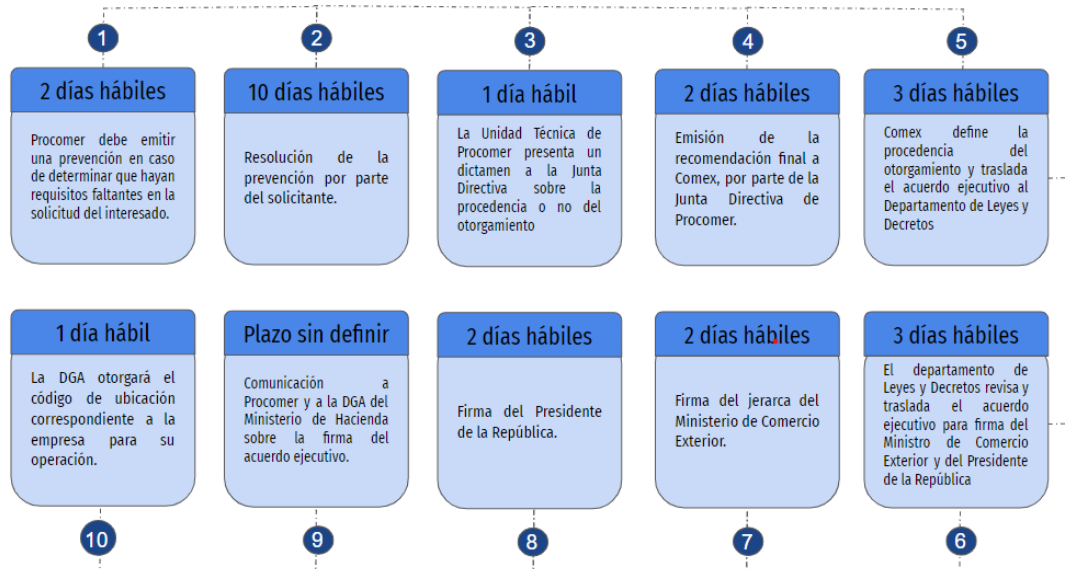 1
2 días hábiles
Procomer debe emitir
una prevención en caso
de determinar que hayan
requisitos faltantes en la
solicitud del interesado.
2
10 días hábiles
Resolución de la
prevención por parte
del solicitante.
3
1 día hábil
La Unidad Técnica de
Procomer presenta un
dictamen a la Junta
Directiva sobre la
procedencia o no del
otorgamiento
4
2 días hábiles
Emisión de la
recomendación final a
Comex, por parte de la
Junta Directiva de
Procomer.
5
3 días hábiles
Comex define la
procedencia del
otorgamiento y traslada
el acuerdo ejecutivo al
Departamento de Leyes y
Decretos
3 días hábiles
El departamento de
Leyes y Decretos revisa y
traslada el acuerdo
ejecutivo para firma del
Ministro de Comercio
Exterior y del Presidente
de la República
6
2 días hábiles
Firma del jerarca del
Ministerio de Comercio
Exterior.
7
2 días hábiles
Firma del Presidente
de la República.
8
Plazo sin definir
Comunicación a
Procomer y a la DGA del
Ministerio de Hacienda
sobre la firma del
acuerdo ejecutivo.
9
1 día hábil
La DGA otorgará el
código de ubicación
correspondiente a la
empresa para su
operación.
10